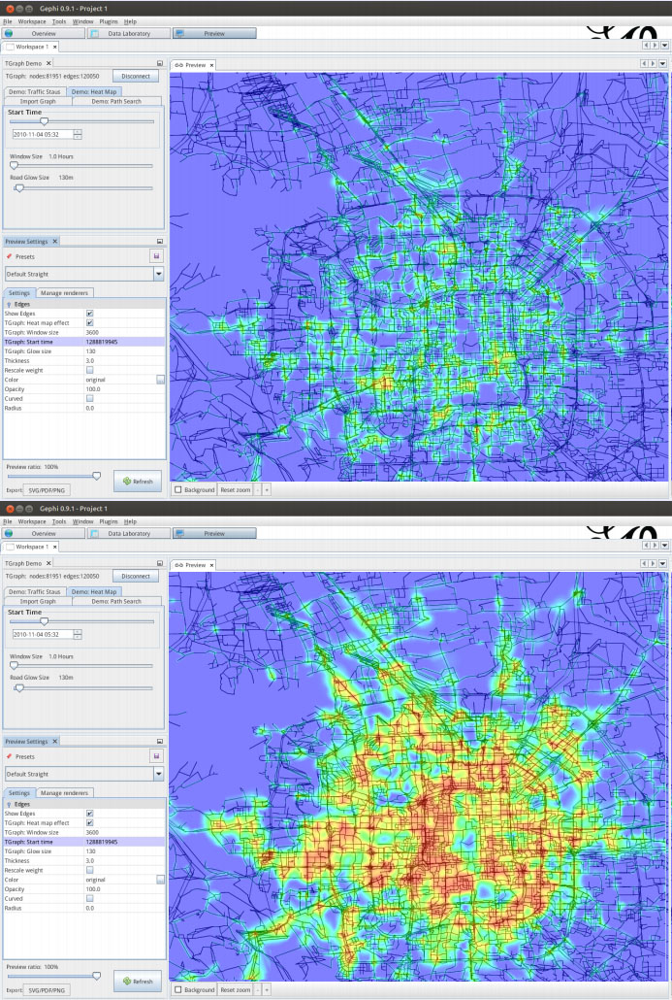 Gephi 0.9.1 - Project 1
File Workspace Tools Window Plugins Help
Overview Data Laboratory Preview
Workspace 1 ×
TGraph Demo × Preview ×
TGraph: nodes:81951 edges:120050 Disconnect
Demo: Traffic Staus Demo: Heat Map
Import Graph Demo: Path Search
Start Time
2010-11-04 05:32
Window Size 1.0 Hours
Road Glow Size 130m
Preview Settings ×
Presets
Default Straight
Settings Manage renderers
Edges
Show Edges
TGraph: Heat map effect
TGraph: Window size 3600
TGraph: Start time 1288819945
TGraph: Glow size 130
Thickness 3.0
Rescale weight
Color original ...
Opacity 100.0
Curved
Radius 0.0
Preview ratio: 100%
Refresh
Export: SVG/PDF/PNG Background Reset zoom - +
Gephi 0.9.1 - Project 1
File Workspace Tools Window Plugins Help
Overview Data Laboratory Preview
Workspace 1 ×
TGraph Demo × Preview ×
TGraph: nodes:81951 edges:120050 Disconnect
Demo: Traffic Staus Demo: Heat Map
Import Graph Demo: Path Search
Start Time
2010-11-04 05:32
Window Size 1.0 Hours
Road Glow Size 130m
Preview Settings ×
Presets
Default Straight
Settings Manage renderers
Edges
Show Edges
TGraph: Heat map effect
TGraph: Window size 3600
TGraph: Start time 1288819945
TGraph: Glow size 130
Thickness 3.0
Rescale weight
Color original ...
Opacity 100.0
Curved
Radius 0.0
Preview ratio: 100%
Refresh
Export: SVG/PDF/PNG Background Reset zoom - +